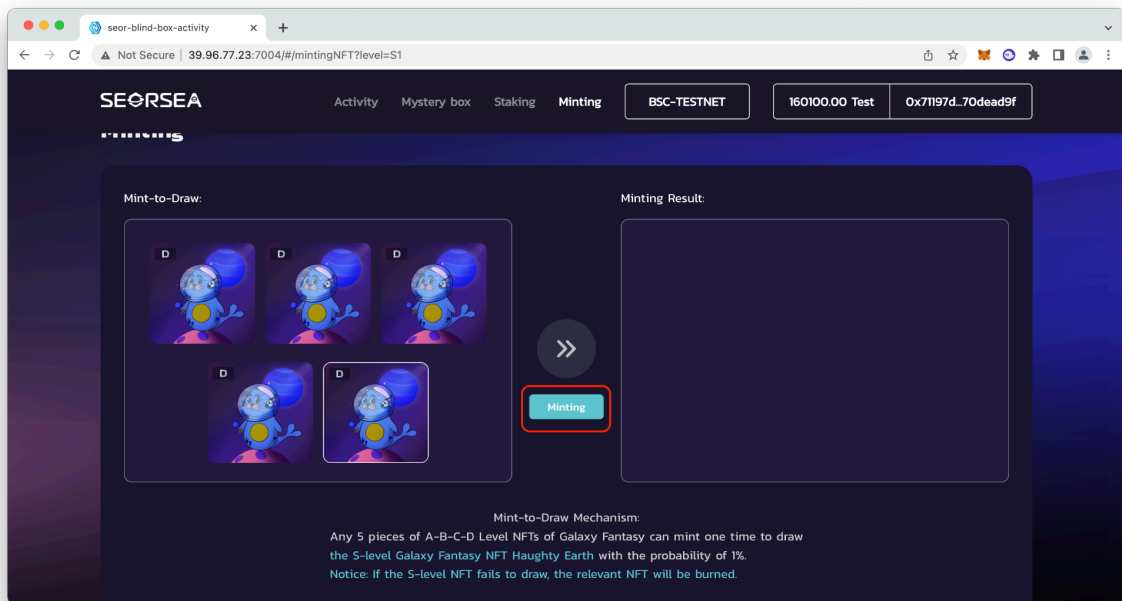 seor-blind-box-activity
Not Secure | 39.96.77.23:7004/#/mintingNFT?level=S1
SEORSEA Activity Mystery box Staking Minting BSC-TESTNET 160100.00 Test 0x71197d...70dead9f
Minting
Mint-to-Draw: Minting Result:
D D D
D D
Minting
Mint-to-Draw Mechanism:
Any 5 pieces of A-B-C-D Level NFTs of Galaxy Fantasy can mint one time to draw
the S-level Galaxy Fantasy NFT Haughty Earth with the probability of 1%.
Notice: If the S-level NFT fails to draw, the relevant NFT will be burned.